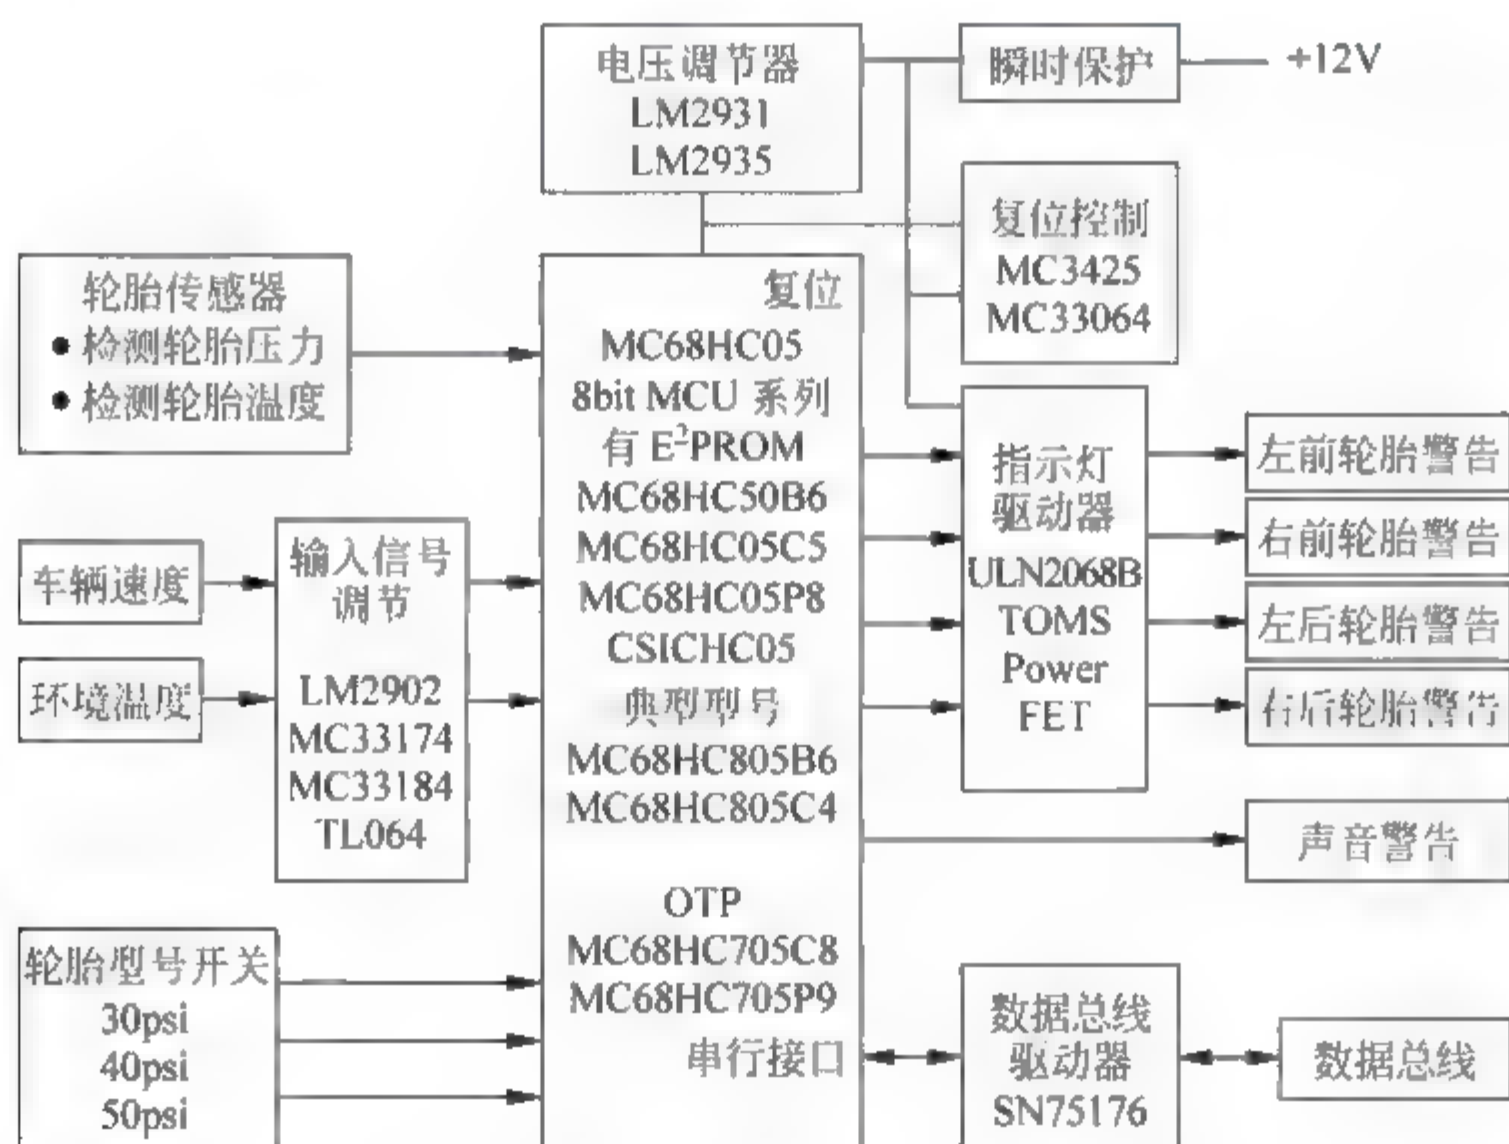 电压调节器
LM2931
LM2935
瞬时保护
+12V
复位控制
MC3425
MC33064
轮胎传感器
● 检测轮胎压力
● 检测轮胎温度
复位
MC68HC05
8bit MCU 系列
有 E²PROM
MC68HC50B6
MC68HC05C5
MC68HC05P8
CSICHC05
典型型号
MC68HC805B6
MC68HC805C4
OTP
MC68HC705C8
MC68HC705P9
串行接口
车辆速度
环境温度
输入信号
调节
LM2902
MC33174
MC33184
TL064
轮胎型号开关
30psi
40psi
50psi
指示灯
驱动器
ULN2068B
TOMS
Power
FET
左前轮胎警告
右前轮胎警告
左后轮胎警告
右后轮胎警告
声音警告
数据总线
驱动器
SN75176
数据总线